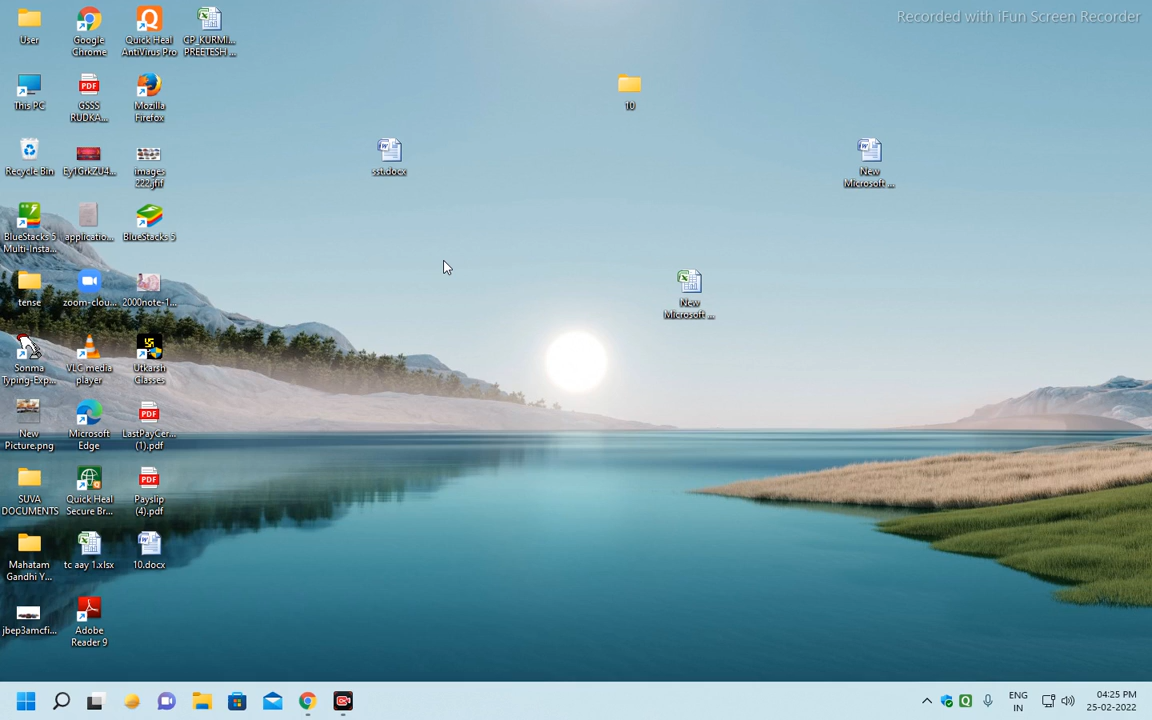 Recorded with iFun Screen Recorder
User
Google
Chrome
Quick Heal
AntiVirus Pro
CP_KURMI...
PREETESH ...
This PC
GSSS
RUDKA...
Mozilla
Firefox
10
Recycle Bin
Ey1GrkZU4...
images
222.jfif
sst.docx
New
Microsoft ...
BlueStacks 5
Multi-Insta...
applicatio...
BlueStacks 5
tense
zoom-clou...
2000note-1...
New
Microsoft ...
Sonma
Typing-Exp...
VLC media
player
Utkarsh
Classes
New
Picture.png
Microsoft
Edge
LastPayCer...
(1).pdf
SUVA
DOCUMENTS
Quick Heal
Secure Br...
Payslip
(4).pdf
Mahatam
Gandhi Y...
tc aay 1.xlsx
10.docx
jbep3amcfi...
Adobe
Reader 9
ENG
IN
04:25 PM
25-02-2022